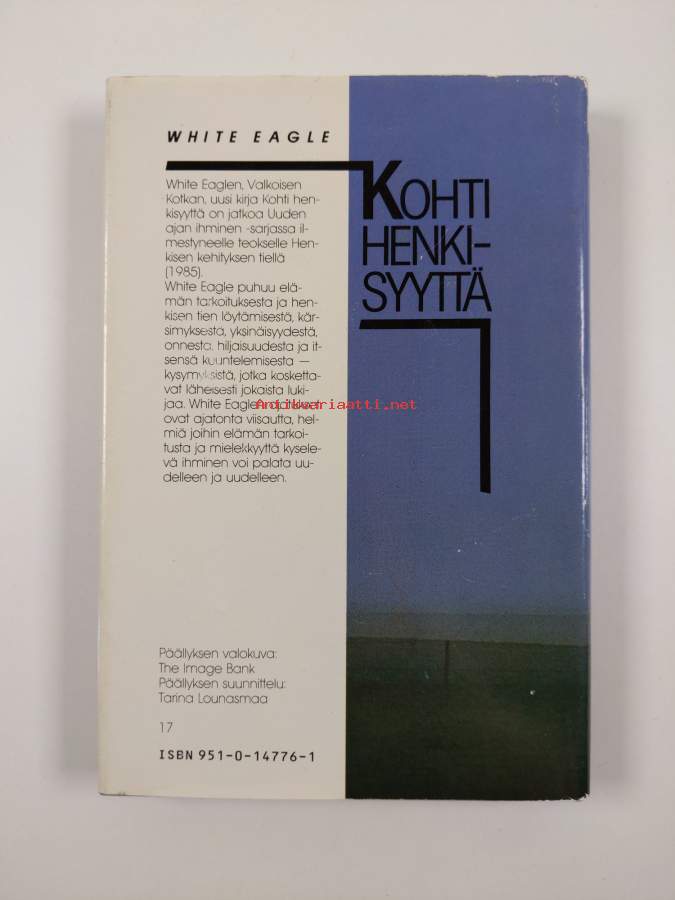 WHITE EAGLE
KOHTI
HENKI-
SYYTTÄ
White Eaglen, Valkoisen
Kotkan, uusi kirja Kohti hen-
kisyyttä on jatkoa Uuden
ajan ihminen -sarjassa il-
mestyneelle teokselle Hen-
kisen kehityksen tiellä
(1985).
White Eagle puhuu elä-
män tarkoituksesta ja hen-
kisen tien löytämisestä, kär-
simyksestä, yksinäisyydestä,
onnesta, hiljaisuudesta ja it-
sensä kuuntelemisesta —
kysymyksistä, jotka kosketta-
vat läheisesti jokaista luki-
jaa. White Eaglen
Antikvariaatti.net
ovat ajatonta viisautta, hel-
miä joihin elämän tarkoi-
tusta ja mielekkyyttä kysele-
vä ihminen voi palata uu-
delleen ja uudelleen.
Päällyksen valokuva:
The Image Bank
Päällyksen suunnittelu:
Tarina Lounasmaa
17
ISBN 951-0-14776-1